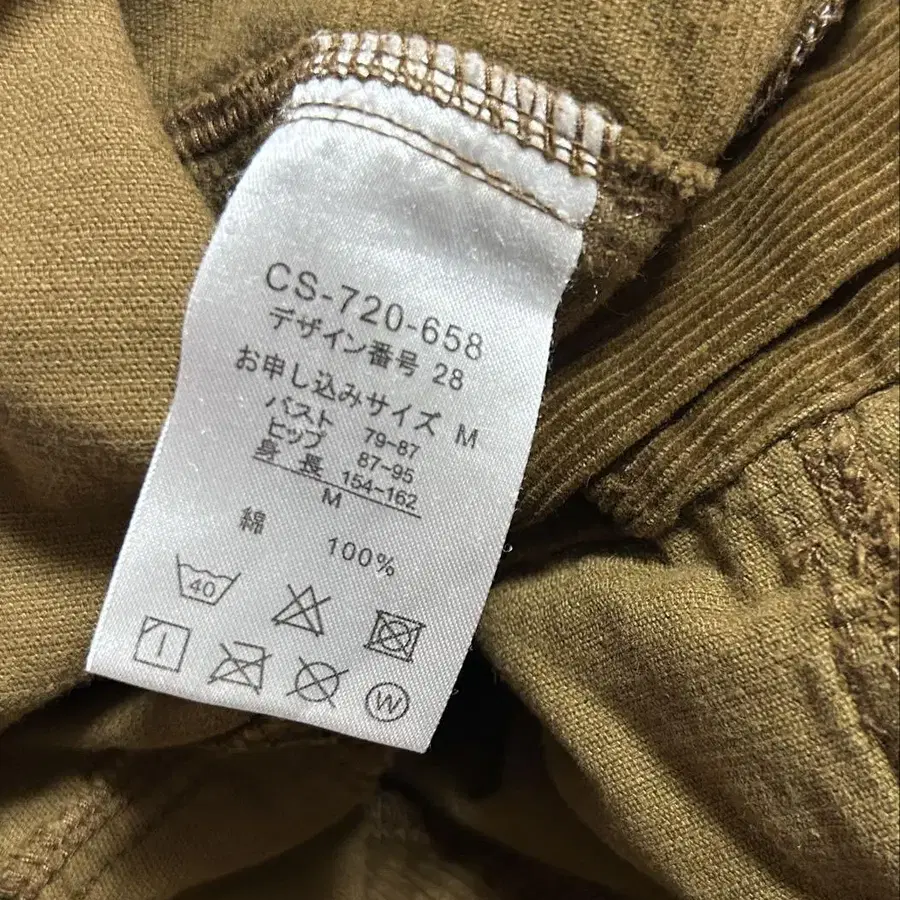 CS-720-658
デザイン番号 28
お申し込みサイズ M
バスト 79~87
ヒップ 87~95
身長 154~162
M
綿 100%
40
W